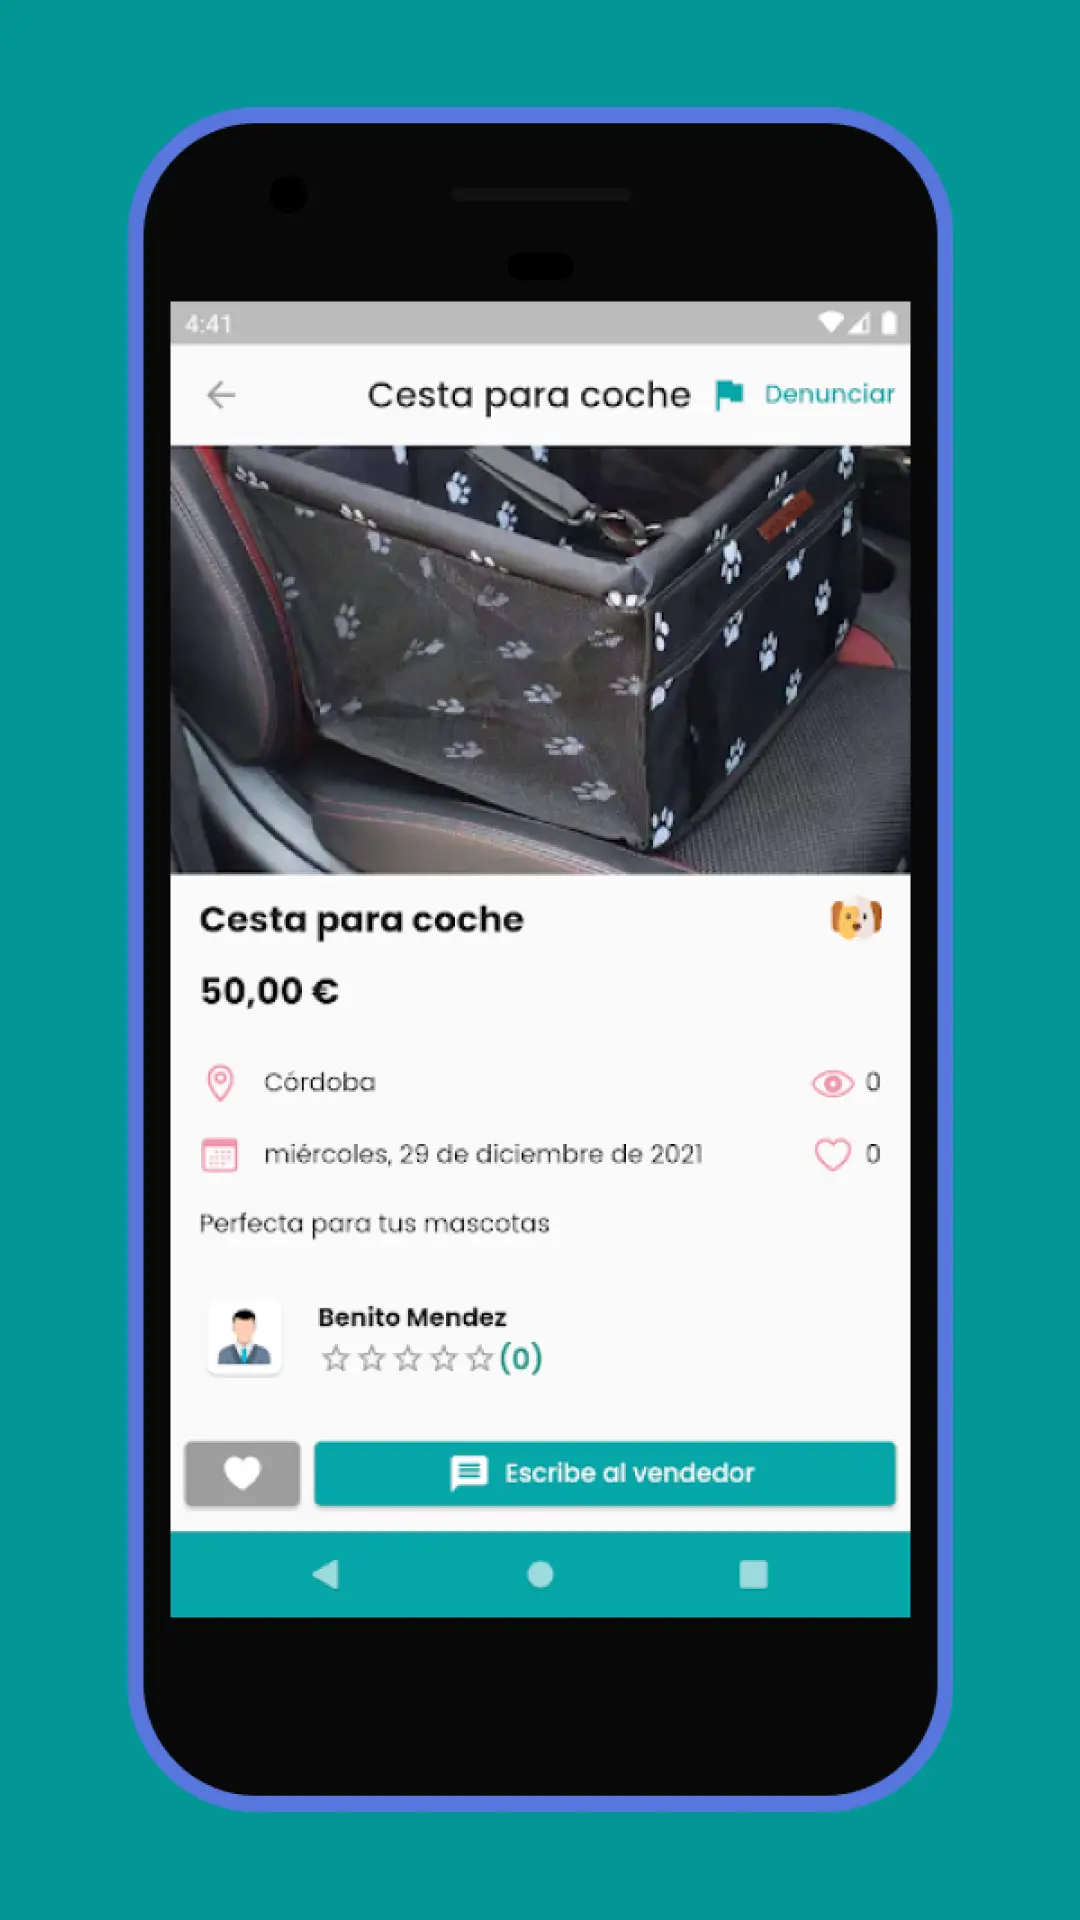 4:41
Cesta para coche
Denunciar
Cesta para coche
50,00 €
Córdoba
0
miércoles, 29 de diciembre de 2021
0
Perfecta para tus mascotas
Benito Mendez
(0)
Escribe al vendedor